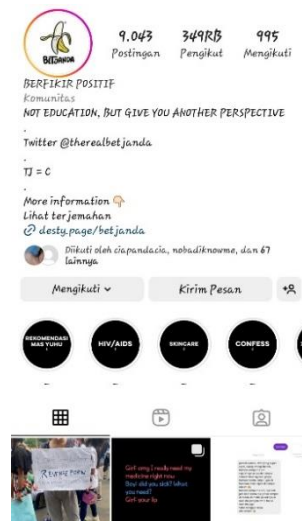 BETJANDA
9.043 349RB 995
Postingan Pengikut Mengikuti
BERFIKIR POSITIF
Komunitas
NOT EDUCATION, BUT GIVE YOU ANOTHER PERSPECTIVE
.
Twitter @therealbetjanda
.
TJ = C
.
More information 👇
Lihat terjemahan
desty.page/betjanda
Diikuti oleh ciapandacia, nobadiknowme, dan 67
lainnya
Mengikuti Kirim Pesan
REKOMENDASI
MAS YUHU
HIV/AIDS
SKINCARE
CONFESS
REVENGE PORN
Girl: omg I really need my
medicine right now
Boy: did you sick? What
you need?
Girl: your